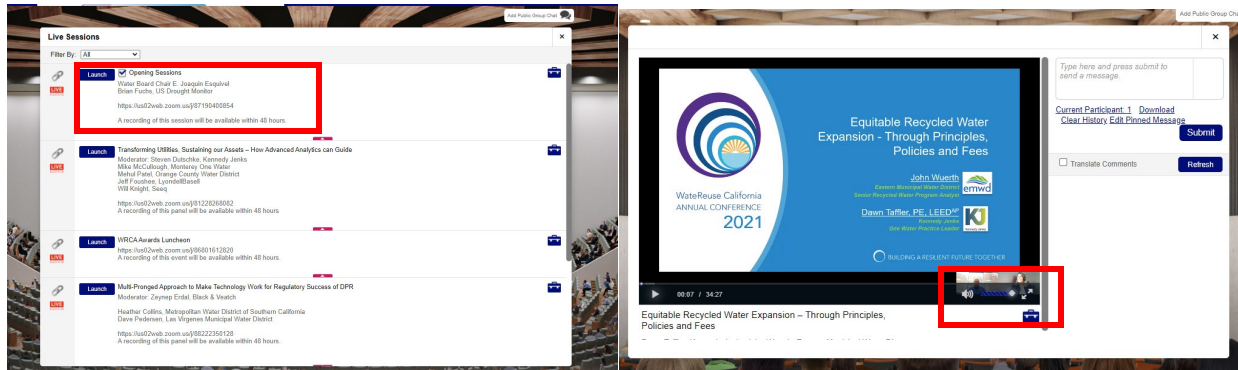 Add Public Group Chat
Live Sessions
×
Filter By: All
LIVE
Launch
Opening Sessions
Water Board Chair E. Joaquin Esquivel
Brian Fuchs, US Drought Monitor
https://us02web.zoom.us/j/87190400854
A recording of this session will be available within 48 hours.
LIVE
Launch
Transforming Utilities, Sustaining our Assets – How Advanced Analytics can Guide
Moderator: Steven Dutschke, Kennedy Jenks
Mike McCullough, Monterey One Water
Mehul Patel, Orange County Water District
Jeff Foushee, LyondellBasell
Will Knight, Seeq
https://us02web.zoom.us/j/81228268082
A recording of this panel will be available within 48 hours
LIVE
Launch
WRCA Awards Luncheon
https://us02web.zoom.us/j/86801612820
A recording of this event will be available within 48 hours.
LIVE
Launch
Multi-Pronged Approach to Make Technology Work for Regulatory Success of DPR
Moderator: Zeynep Erdal, Black & Veatch
Heather Collins, Metropolitan Water District of Southern California
Dave Pedersen, Las Virgenes Municipal Water District
https://us02web.zoom.us/j/88222350128
A recording of this panel will be available within 48 hours.
Add Public Group Cha
×
WateReuse California
ANNUAL CONFERENCE
2021
Equitable Recycled Water
Expansion - Through Principles,
Policies and Fees
John Wuerth
Eastern Municipal Water District
Senior Recycled Water Program Analyst
emwd
Dawn Taffler, PE, LEED AP
Kennedy Jenks
One Water Practice Leader
KJ
Kennedy Jenks
BUILDING A RESILIENT FUTURE TOGETHER
00:07 / 34:27
Equitable Recycled Water Expansion – Through Principles,
Policies and Fees
Type here and press submit to
send a message.
Current Participant: 1 Download
Clear History Edit Pinned Message
Submit
Translate Comments
Refresh